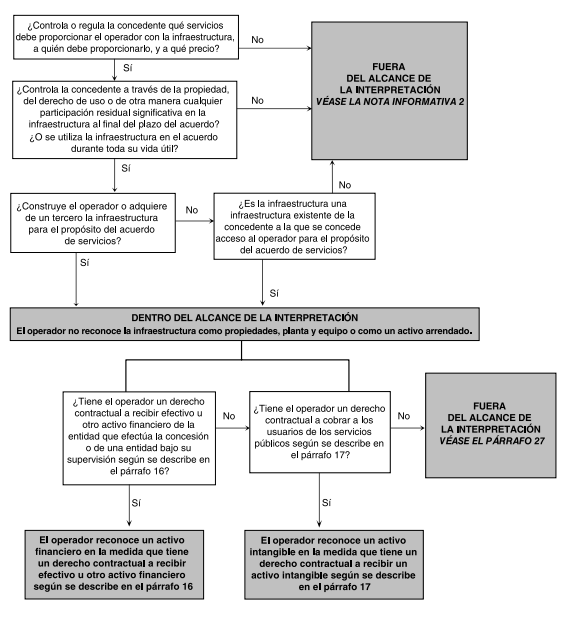 ¿Controla o regula la concedente qué servicios
debe proporcionar el operador con la infraestructura,
a quién debe proporcionarlo, y a qué precio?
No
FUERA
DEL ALCANCE DE
LA INTERPRETACIÓN
VÉASE LA NOTA INFORMATIVA 2
Sí
¿Controla la concedente a través de la propiedad,
del derecho de uso o de otra manera cualquier
participación residual significativa en la
infraestructura al final del plazo del acuerdo?
¿O se utiliza la infraestructura en el acuerdo
durante toda su vida útil?
No
Sí
No
¿Construye el operador o adquiere
de un tercero la infraestructura
para el propósito del acuerdo
de servicios?
No
¿Es la infraestructura una
infraestructura existente de la
concedente a la que se concede
acceso al operador para el propósito
del acuerdo de servicios?
Sí
Sí
DENTRO DEL ALCANCE DE LA INTERPRETACIÓN
El operador no reconoce la infraestructura como propiedades, planta y equipo o como un activo arrendado.
¿Tiene el operador un derecho
contractual a recibir efectivo u
otro activo financiero de la
entidad que efectúa la concesión
o de una entidad bajo su
supervisión según se describe en
el párrafo 16?
No
¿Tiene el operador un derecho
contractual a cobrar a los
usuarios de los servicios
públicos según se describe en
el párrafo 17?
No
FUERA
DEL ALCANCE DE
LA INTERPRETACIÓN
VÉASE EL PÁRRAFO 27
Sí
Sí
El operador reconoce un activo
financiero en la medida que tiene
un derecho contractual a recibir
efectivo u otro activo financiero
según se describe en el párrafo 16
El operador reconoce un activo
intangible en la medida que tiene un
derecho contractual a recibir un
activo intangible según se describe
en el párrafo 17